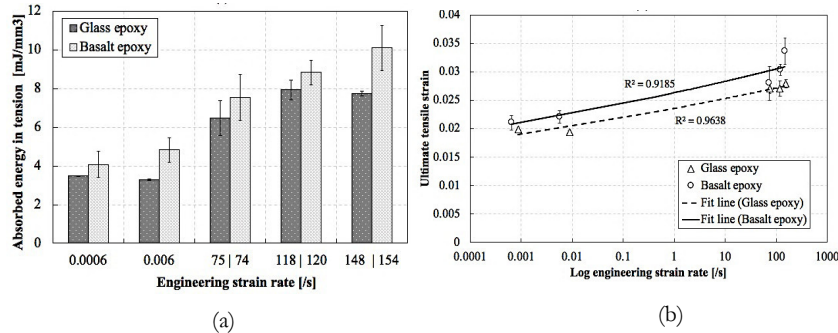 (a)
Absorbed energy in tension [mJ/mm3]
12
10
8
6
4
2
0
Glass epoxy
Basalt epoxy
0.0006
0.006
75 | 74
118 | 120
148 | 154
Engineering strain rate [/s]
(a)
Ultimate tensile strain
0.04
0.035
0.03
0.025
0.02
0.015
0.01
0.005
0
R² = 0.9185
R² = 0.9638
Glass epoxy
Basalt epoxy
Fit line (Glass epoxy)
Fit line (Basalt epoxy)
0.0001 0.001 0.01 0.1 1 10 100 1000
Log engineering strain rate [/s]
(b)